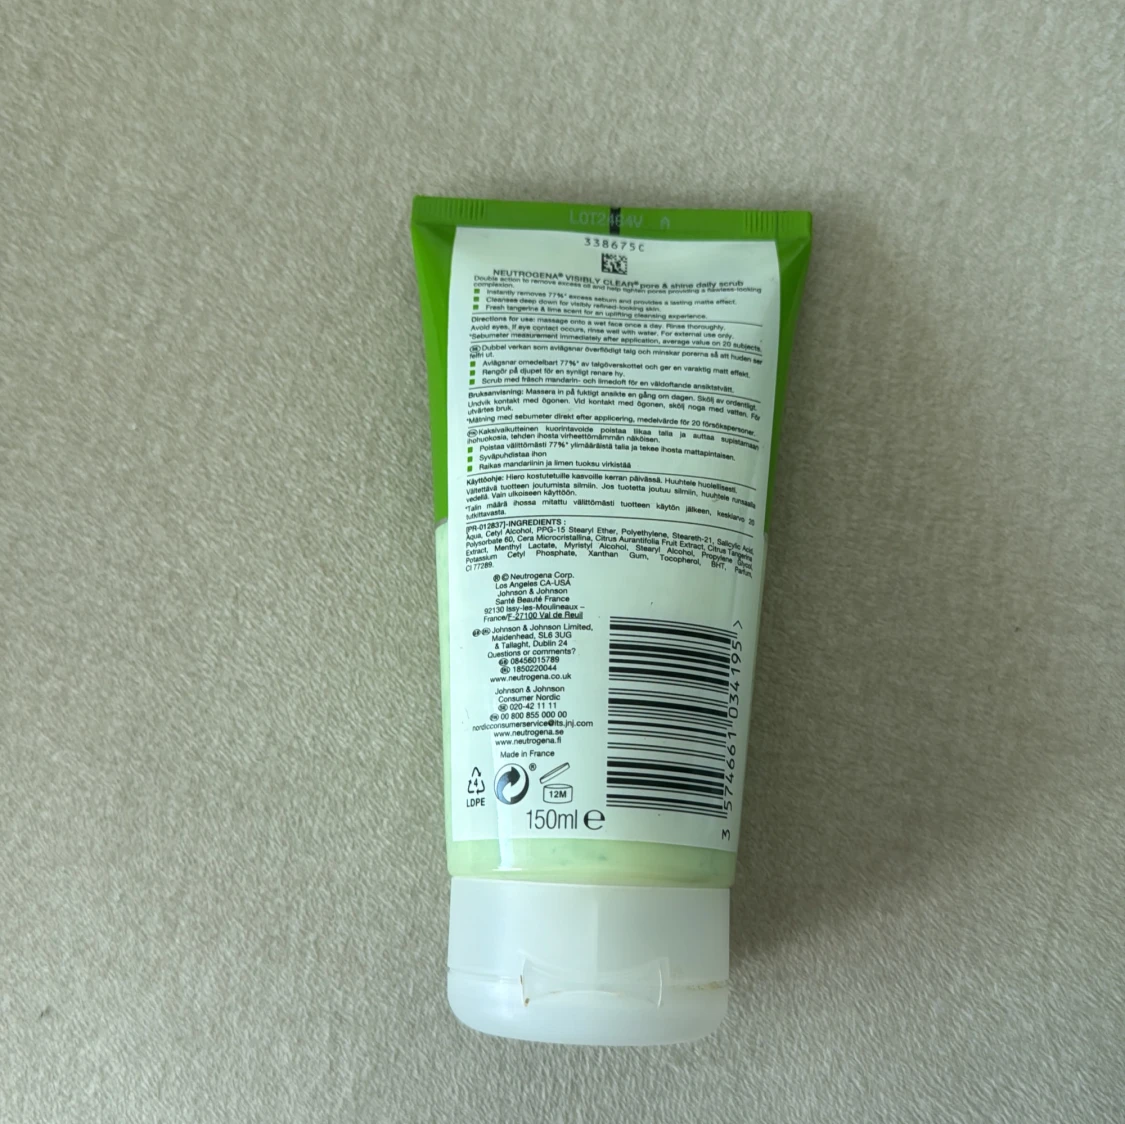 LOT2464V A
338675C
NEUTROGENA® VISIBLY CLEAR® pore & shine daily scrub
Double action to remove excess oil and help tighten pores providing a flawless-looking
complexion.
Instantly removes 77%* excess sebum and provides a lasting matte effect.
Cleanses deep down for visibly refined-looking skin.
Fresh tangerine & lime scent for an uplifting cleansing experience.
Directions for use: massage onto a wet face once a day. Rinse thoroughly.
Avoid eyes. If eye contact occurs, rinse well with water. For external use only.
*Sebumeter measurement immediately after application, average value on 20 subjects.
Dubbel verkan som avlägsnar överflödigt talg och minskar porerna så att huden ser
felfri ut.
Avlägsnar omedelbart 77%* av talgöverskottet och ger en varaktig matt effekt.
Rengör på djupet för en synligt renare hy.
Scrub med fräsch mandarin- och limedoft för en väldoftande ansiktstvätt.
Bruksanvisning: Massera in på fuktigt ansikte en gång om dagen. Skölj av ordentligt.
Undvik kontakt med ögonen. Vid kontakt med ögonen, skölj noga med vatten. För
utvärtes bruk.
*Mätning med sebumeter direkt efter applicering, medelvärde för 20 försökspersoner.
Kaksivaikutteinen kuorintavoide poistaa liikaa talia ja auttaa supistamaan
ihohuokosia, tehden ihosta virheettömämmän näköisen.
Poistaa välittömästi 77%* ylimääräistä talia ja tekee ihosta mattapintaisen.
Syväpuhdistaa ihon
Raikas mandariinin ja limen tuoksu virkistää
Käyttöohje: Hiero kostutetuille kasvoille kerran päivässä. Huuhtele huolellisesti.
Vältettävä tuotteen joutumista silmiin. Jos tuotetta joutuu silmiin, huuhtele runsaalla
vedellä. Vain ulkoiseen käyttöön.
*Talin määrä ihossa mitattu välittömästi tuotteen käytön jälkeen, keskiarvo 20
tutkittavasta.
[PR-012837]-INGREDIENTS :
Aqua, Cetyl Alcohol, PPG-15 Stearyl Ether, Polyethylene, Steareth-21, Salicylic Acid,
Polysorbate 60, Cera Microcristallina, Citrus Aurantifolia Fruit Extract, Citrus Tangerina
Extract, Menthyl Lactate, Myristyl Alcohol, Stearyl Alcohol, Propylene Glycol,
Potassium Cetyl Phosphate, Xanthan Gum, Tocopherol, BHT, Parfum,
CI 77289.
®© Neutrogena Corp.
Los Angeles CA-USA
Johnson & Johnson
Santé Beauté France
92130 Issy-les-Moulineaux –
France/F-27100 Val de Reuil
Johnson & Johnson Limited,
Maidenhead, SL6 3UG
& Tallaght, Dublin 24
Questions or comments?
GB 08456015789
1850220044
www.neutrogena.co.uk
Johnson & Johnson
Consumer Nordic
020-42 11 11
00 800 855 000 00
nordicconsumerservice@its.jnj.com
www.neutrogena.se
www.neutrogena.fi
Made in France
4
LDPE
®
12M
150ml e
3 574661 034195 >